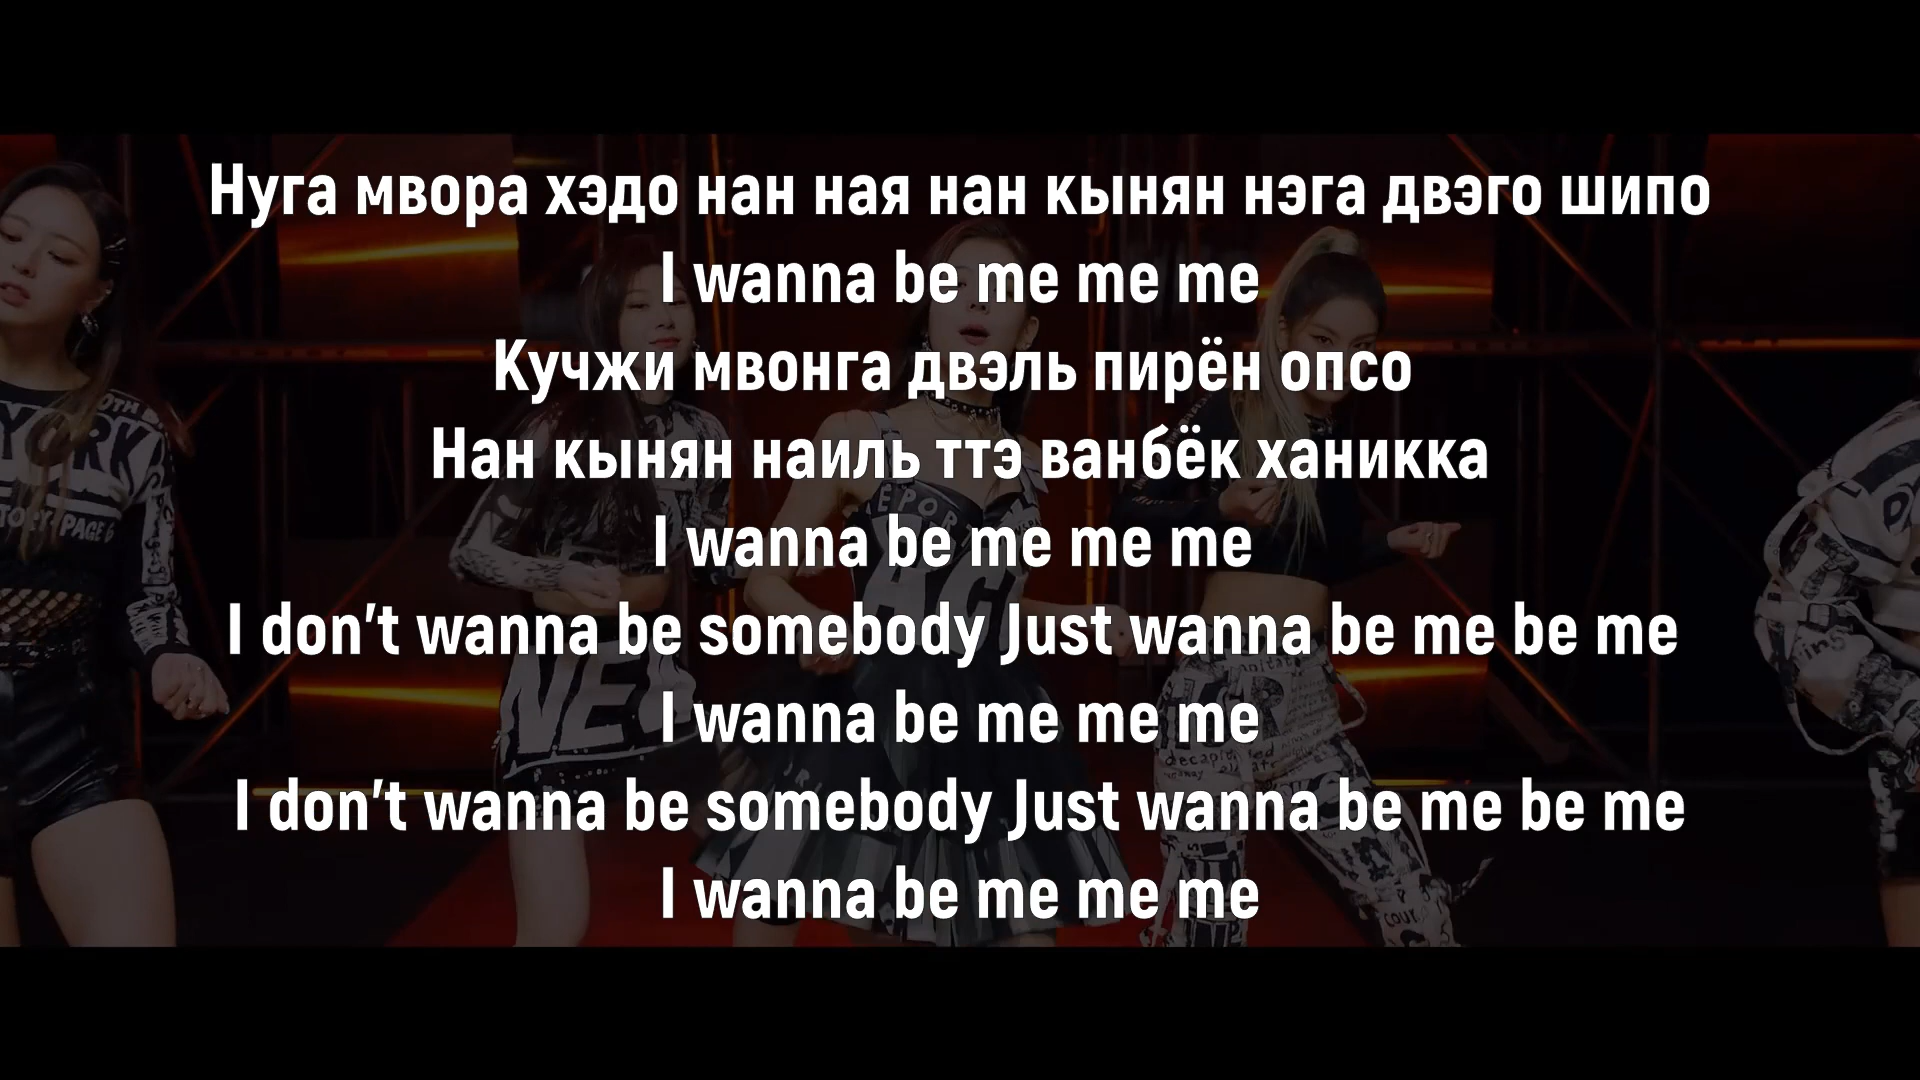 Нуга мвора хэдо нан ная нан кынян нэга двэго шипо
I wanna be me me me
Кучжи мвонга двэль пирён опсо
Нан кынян наиль ттэ ванбёк ханикка
I wanna be me me me
I don't wanna be somebody Just wanna be me be me
I wanna be me me me
I don't wanna be somebody Just wanna be me be me
I wanna be me me me
YORK
PAGE 6